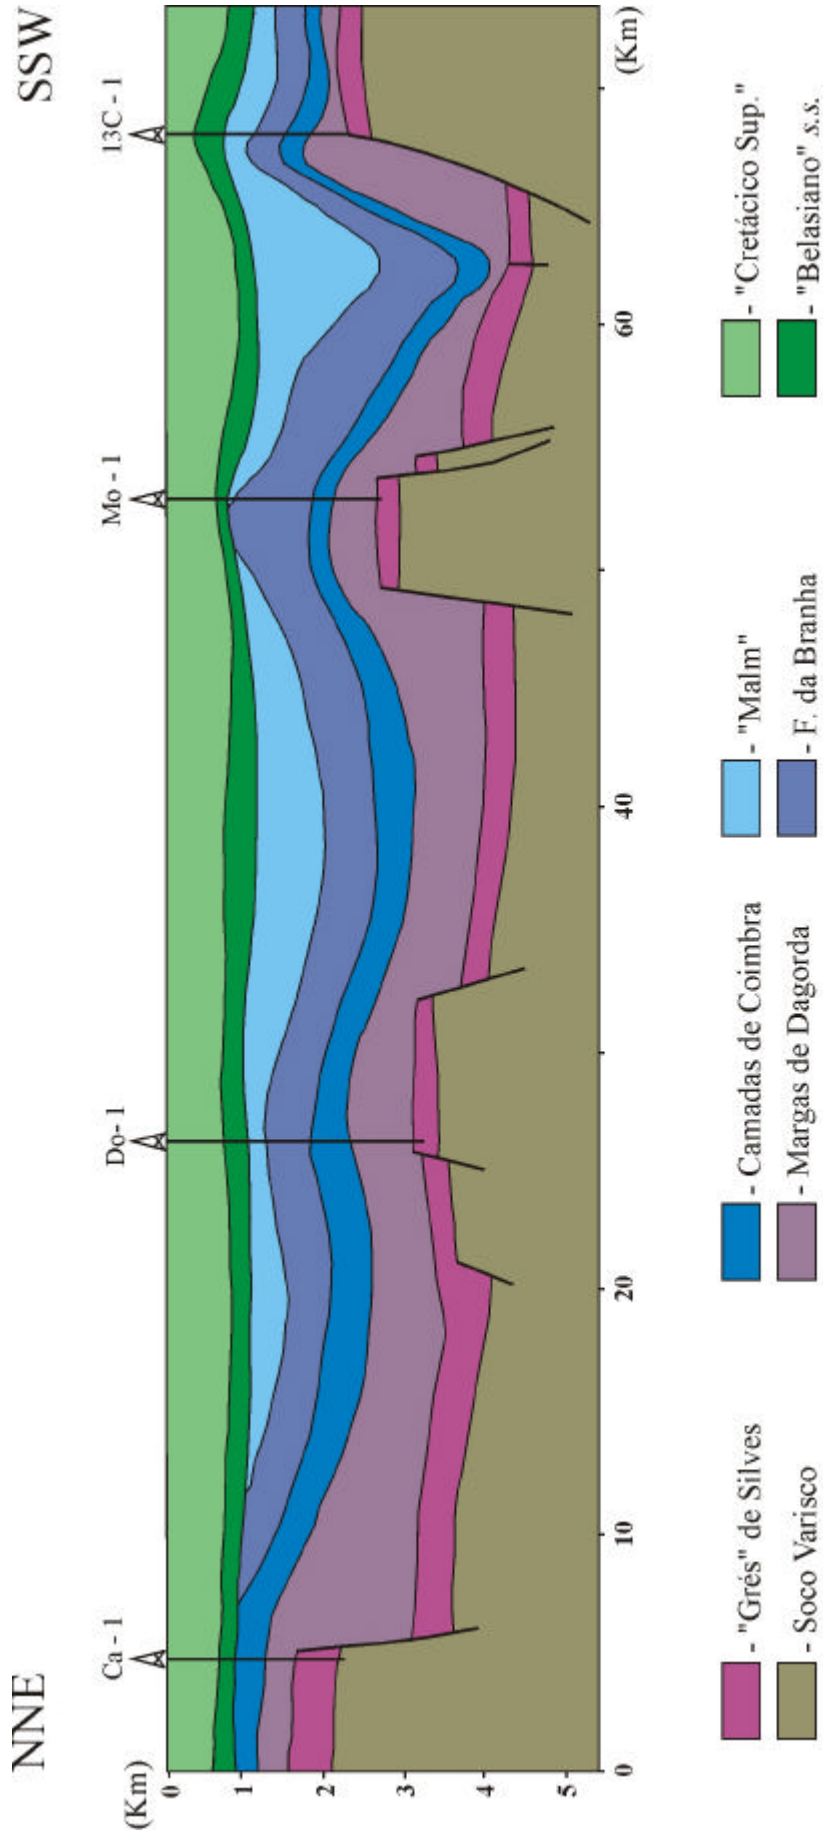 NNE
SSW
Ca - 1
Do- 1
Mo - 1
13C - 1
(Km)
0
1
2
3
4
5
0
10
20
40
60
(Km)
- "Grés" de Silves
- Camadas de Coimbra
- "Malm"
- "Cretácico Sup."
- Soco Varisco
- Margas de Dagorda
- F. da Branha
- "Belasiano" s.s.